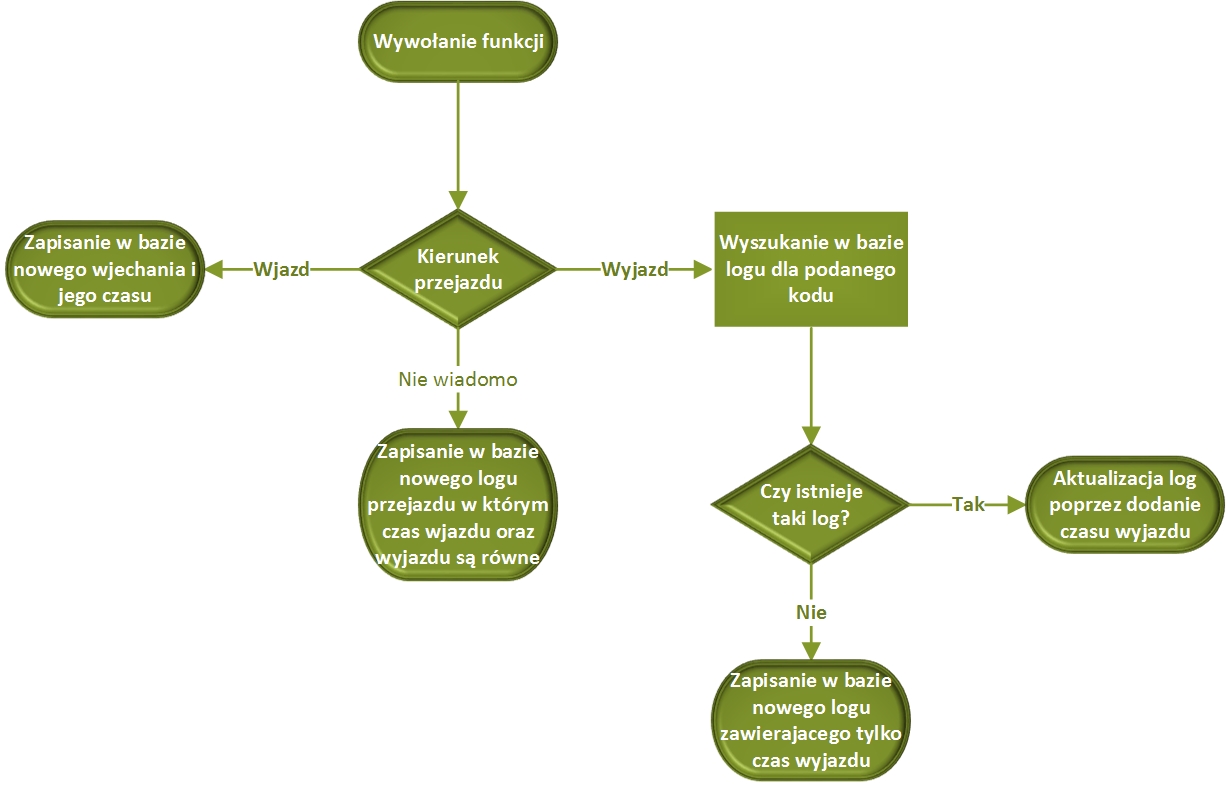 Wywołanie funkcji
Zapisanie w bazie
nowego wjechania i
jego czasu
Wjazd
Kierunek
przejazdu
Wyjazd
Wyszukanie w bazie
logu dla podanego
kodu
Nie wiadomo
Zapisanie w bazie
nowego logu
przejazdu w którym
czas wjazdu oraz
wyjazdu są równe
Czy istnieje
taki log?
Tak
Aktualizacja log
poprzez dodanie
czasu wyjazdu
Nie
Zapisanie w bazie
nowego logu
zawierajacego tylko
czas wyjazdu